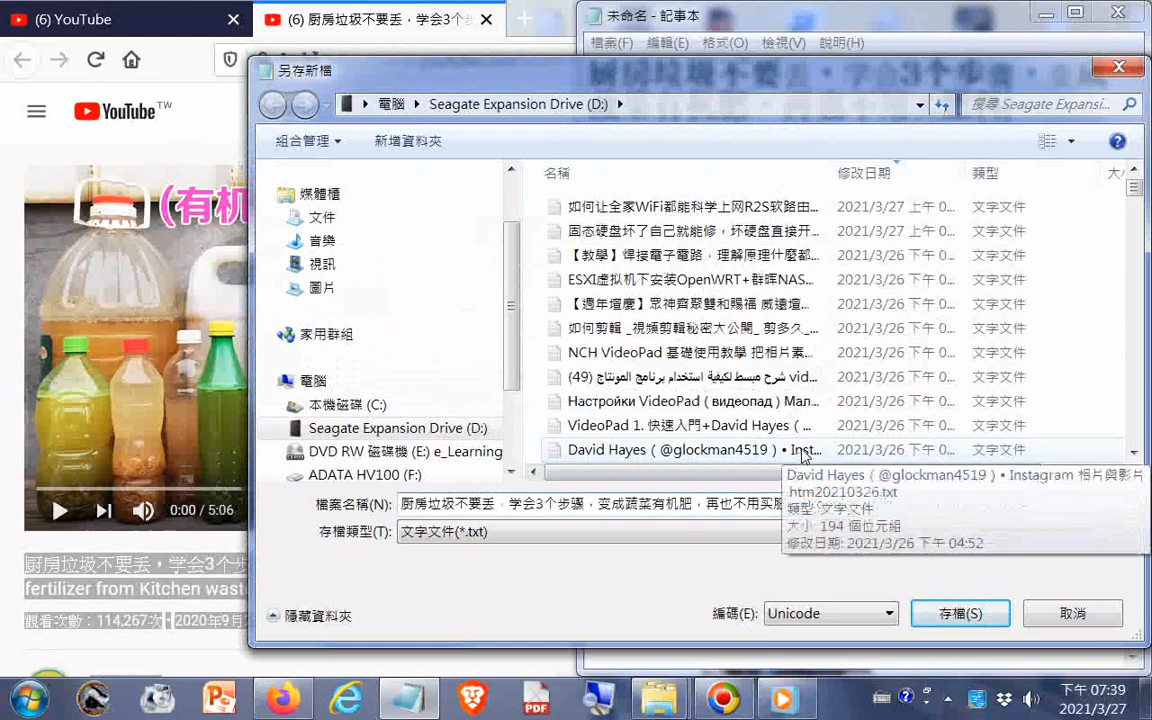 (6) YouTube
(6) 厨房垃圾不要丢，学会3个步
未命名 - 記事本
檔案(F) 編輯(E) 格式(O) 檢視(V) 說明(H)
厨房垃圾不要丢，学会3个步
另存新檔
電腦 Seagate Expansion Drive (D:)
搜尋 Seagate Expansi...
YouTube TW
組合管理 新增資料夾
名稱 修改日期 類型 大
媒體櫃
文件
音樂
視訊
圖片
家用群組
電腦
本機磁碟 (C:)
Seagate Expansion Drive (D:)
DVD RW 磁碟機 (E:) e_Learning
ADATA HV100 (F:)
如何让全家WiFi都能科学上网R2S软路由... 2021/3/27 上午 0... 文字文件
固态硬盘坏了自己就能修，坏硬盘直接开... 2021/3/27 上午 0... 文字文件
【教學】焊接電子電路，理解原理什麼都... 2021/3/26 下午 0... 文字文件
ESXI虚拟机下安装OpenWRT+群晖NAS... 2021/3/26 下午 0... 文字文件
【週年壇慶】眾神齊聚雙和賜福 威遠壇... 2021/3/26 下午 0... 文字文件
如何剪輯 _視頻剪輯秘密大公開_ 剪多久_... 2021/3/26 下午 0... 文字文件
NCH VideoPad 基礎使用教學 把相片素... 2021/3/26 下午 0... 文字文件
(49) شرح مبسط لكيفية استخدام برنامج المونتاج vid... 2021/3/26 下午 0... 文字文件
Настройки VideoPad ( видеопад ) Мал... 2021/3/26 下午 0... 文字文件
VideoPad 1. 快速入門+David Hayes ( ... 2021/3/26 下午 0... 文字文件
David Hayes ( @glockman4519 ) • Inst... 2021/3/26 下午 0... 文字文件
David Hayes ( @glockman4519 ) • Instagram 相片與影片
.htm20210326.txt
類型: 文字文件
大小: 194 個位元組
修改日期: 2021/3/26 下午 04:52
檔案名稱(N): 厨房垃圾不要丢，学会3个步骤，变成蔬菜有机肥，再也不用买肥
存檔類型(T): 文字文件(*.txt)
隱藏資料夾
編碼(E): Unicode 存檔(S) 取消
(有机
0:00 / 5:06
厨房垃圾不要丢，学会3个步
fertilizer from Kitchen wast
觀看次數：114,267次 • 2020年9月
PDF
下午 07:39
2021/3/27